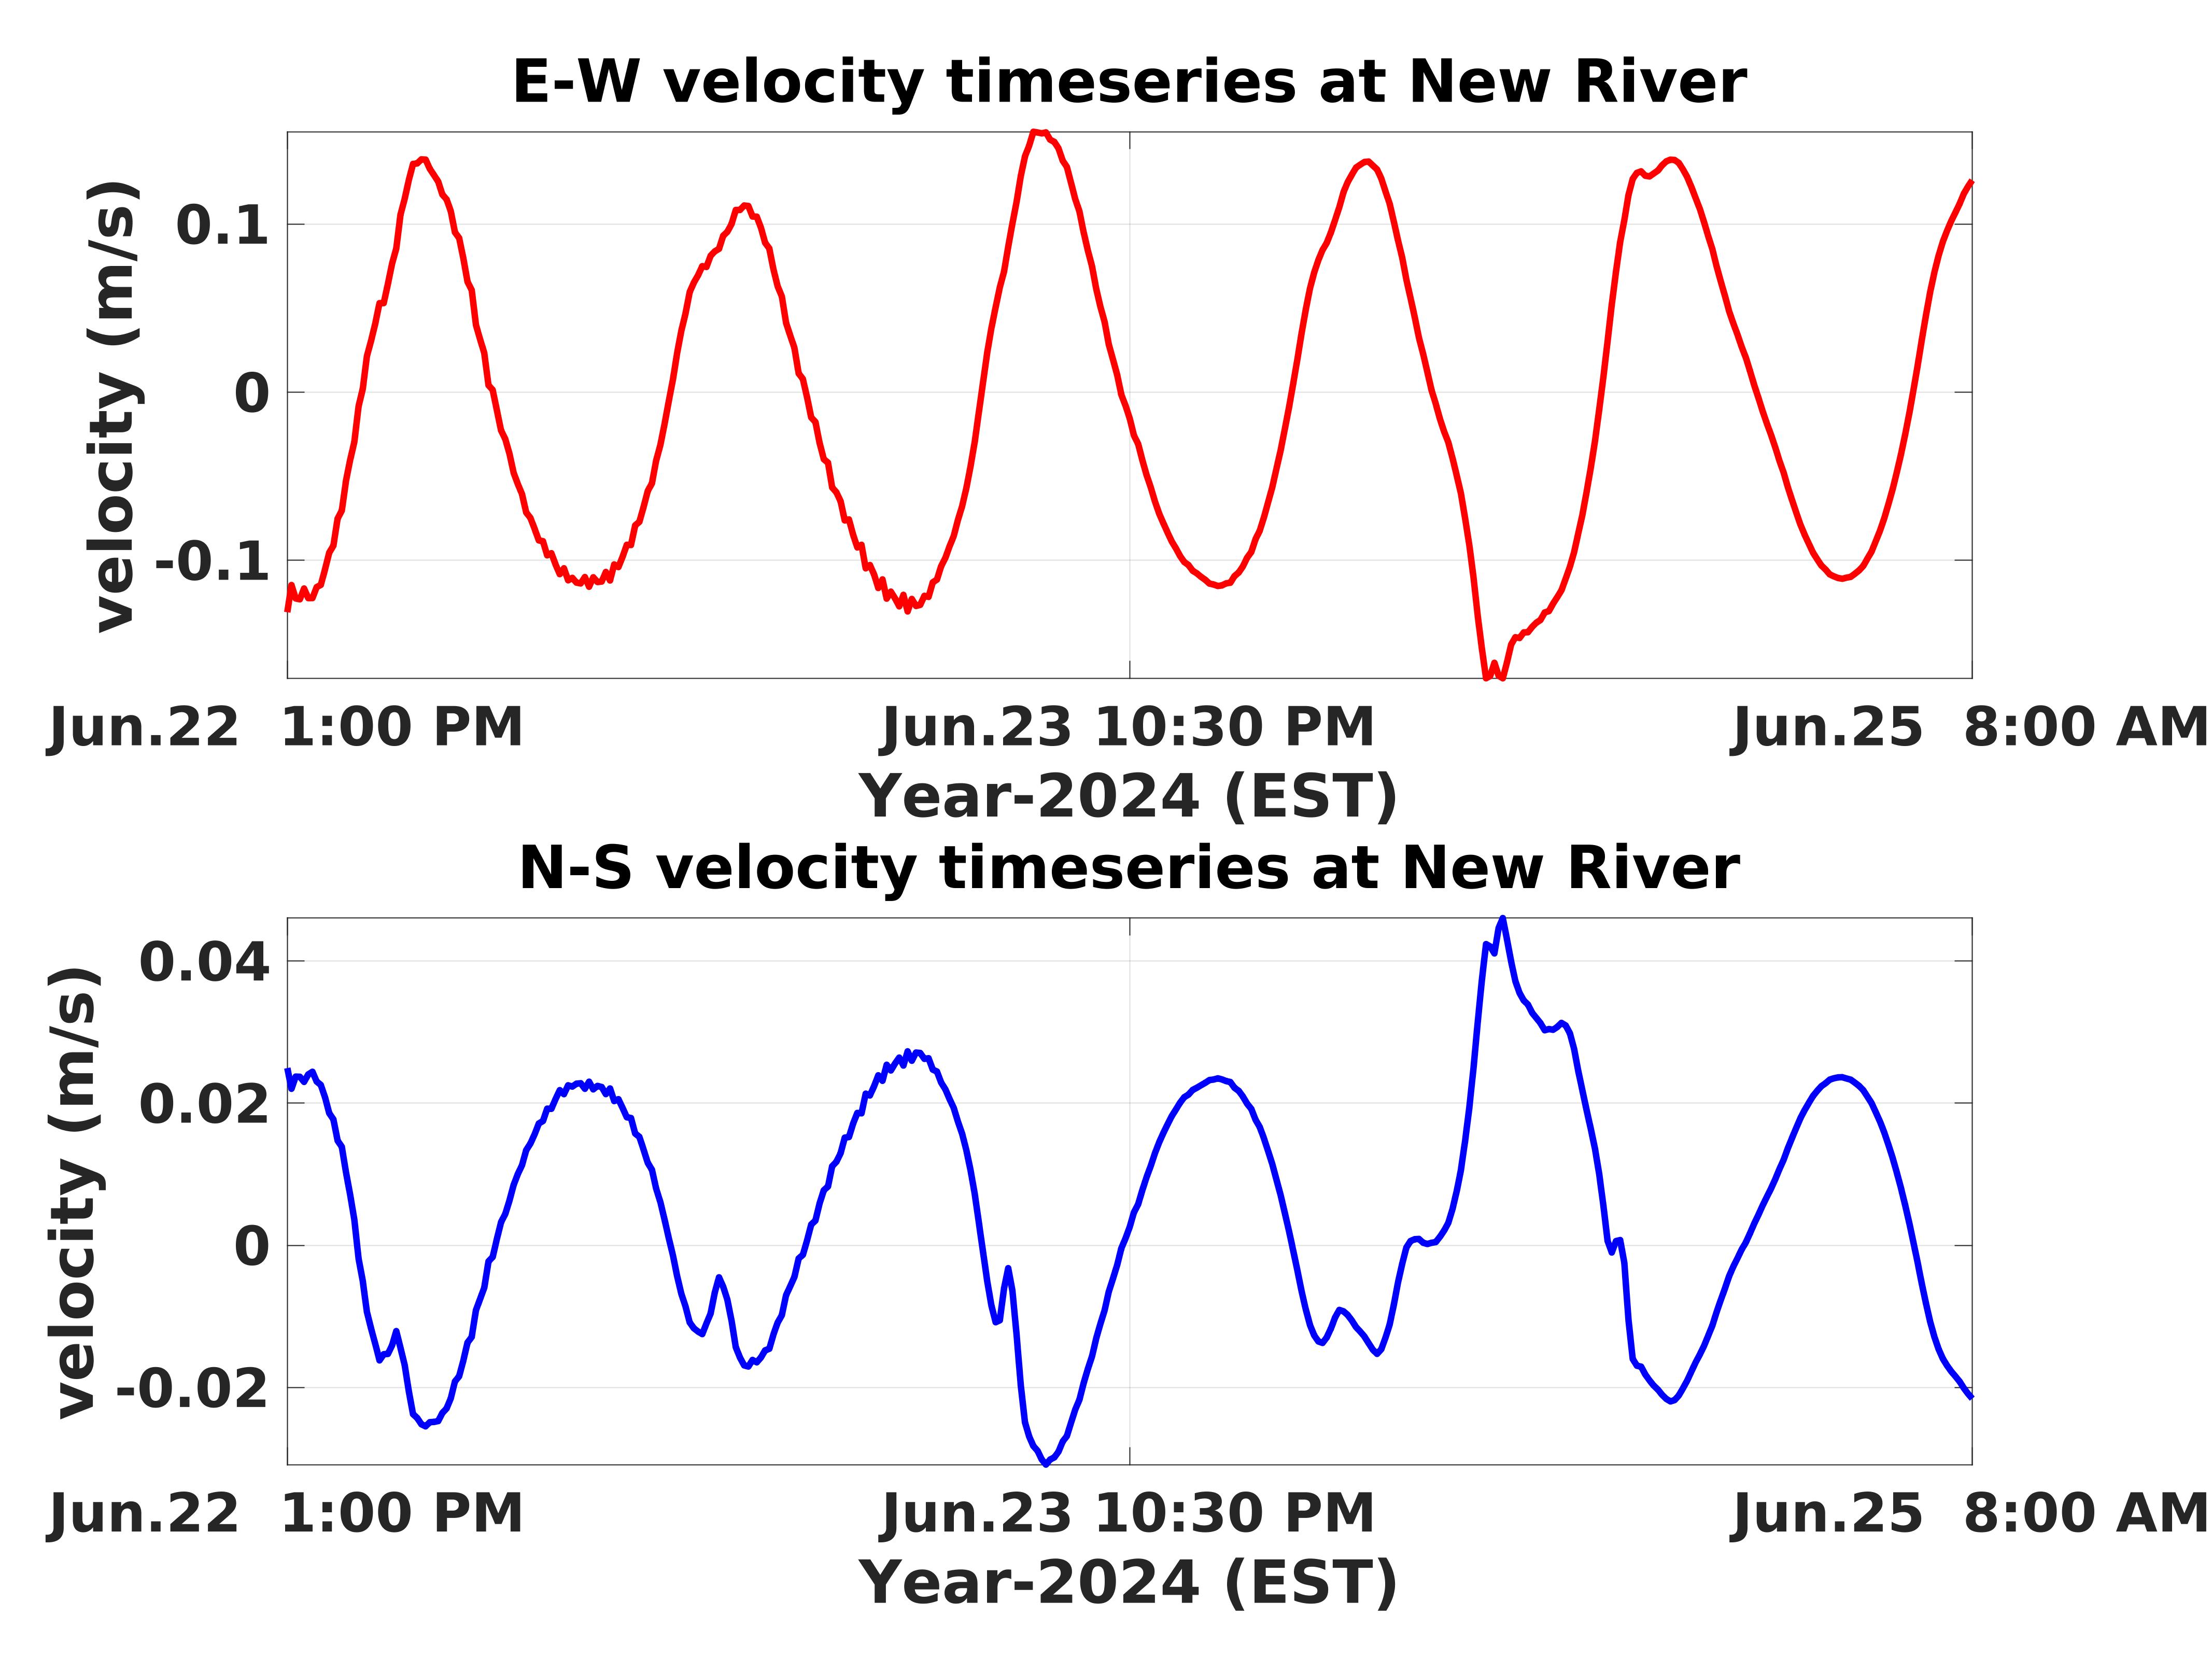 E-W velocity timeseries at New River
velocity (m/s)
0.1
0
-0.1
Jun.22 1:00 PM
Jun.23 10:30 PM
Jun.25 8:00 AM
Year-2024 (EST)
N-S velocity timeseries at New River
velocity (m/s)
0.04
0.02
0
-0.02
Jun.22 1:00 PM
Jun.23 10:30 PM
Jun.25 8:00 AM
Year-2024 (EST)